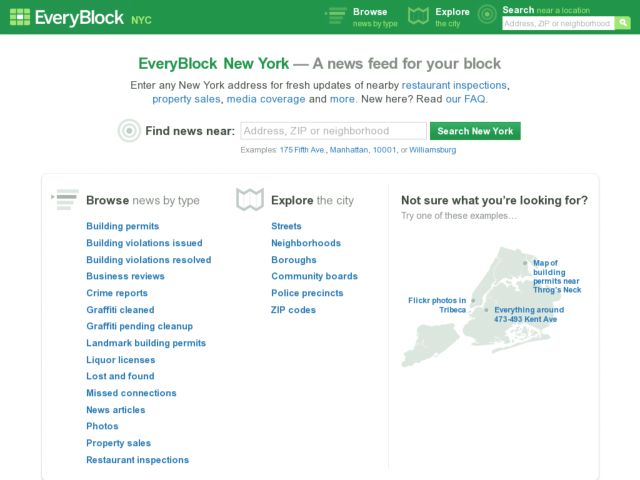 EveryBlock NYC
Browse
news by type
Explore
the city
Search near a location
Address, ZIP or neighborhood
EveryBlock New York — A news feed for your block
Enter any New York address for fresh updates of nearby restaurant inspections,
property sales, media coverage and more. New here? Read our FAQ.
Find news near:
Address, ZIP or neighborhood
Search New York
Examples: 175 Fifth Ave., Manhattan, 10001, or Williamsburg
Browse news by type
Building permits
Building violations issued
Building violations resolved
Business reviews
Crime reports
Graffiti cleaned
Graffiti pending cleanup
Landmark building permits
Liquor licenses
Lost and found
Missed connections
News articles
Photos
Property sales
Restaurant inspections
Explore the city
Streets
Neighborhoods
Boroughs
Community boards
Police precincts
ZIP codes
Not sure what you're looking for?
Try one of these examples…
Map of
building
permits near
Throg's Neck
Flickr photos in
Tribeca
Everything around
473-493 Kent Ave